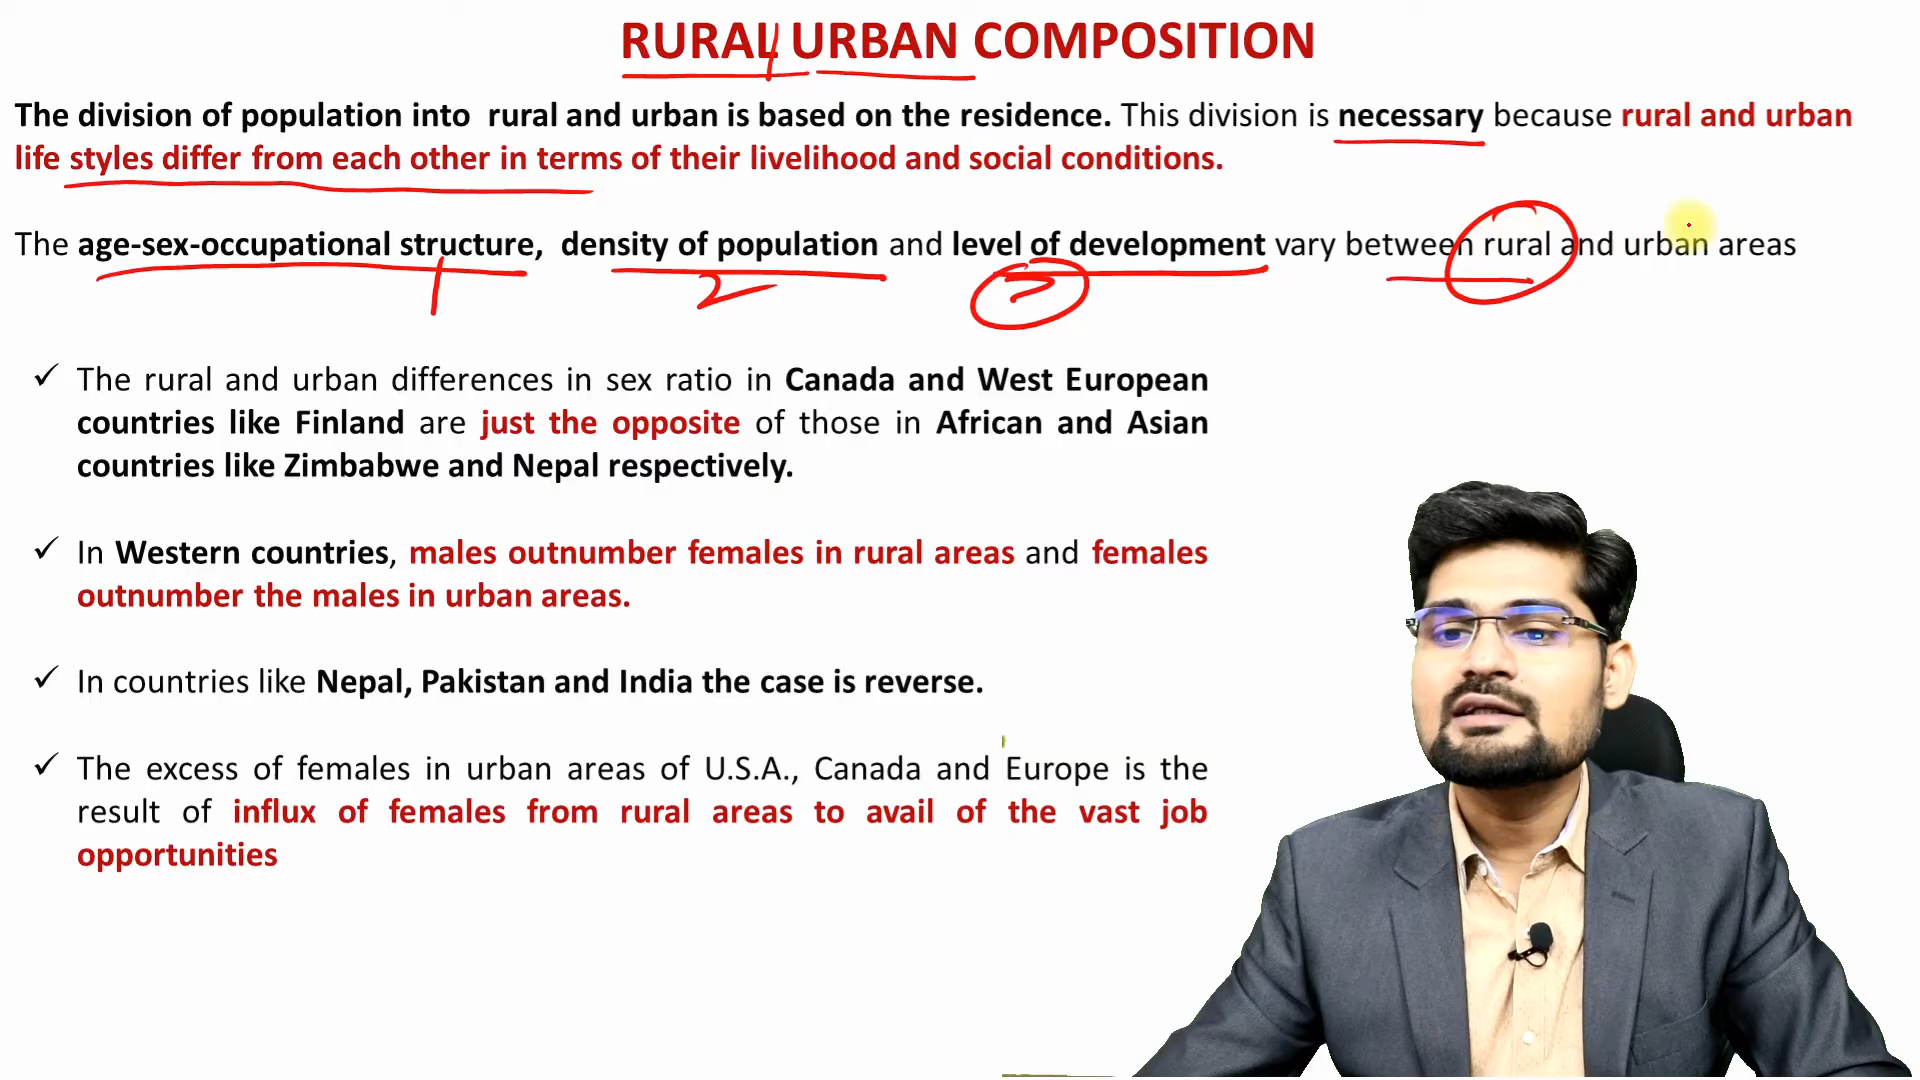 RURAL URBAN COMPOSITION
The division of population into rural and urban is based on the residence. This division is necessary because rural and urban
life styles differ from each other in terms of their livelihood and social conditions.
The age-sex-occupational structure, density of population and level of development vary between rural and urban areas
1 2 3
✓ The rural and urban differences in sex ratio in Canada and West European
countries like Finland are just the opposite of those in African and Asian
countries like Zimbabwe and Nepal respectively.
✓ In Western countries, males outnumber females in rural areas and females
outnumber the males in urban areas.
✓ In countries like Nepal, Pakistan and India the case is reverse.
✓ The excess of females in urban areas of U.S.A., Canada and Europe is the
result of influx of females from rural areas to avail of the vast job
opportunities